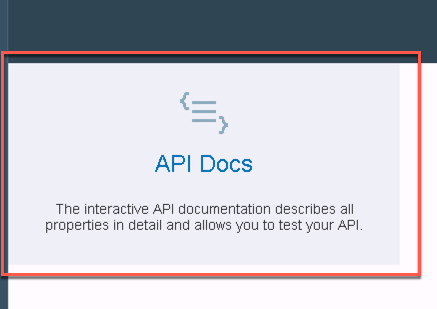 API Docs
The interactive API documentation describes all
properties in detail and allows you to test your API.